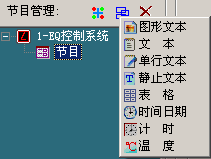 节目管理:
1-EQ控制系统
节目
图形文本
文　本
单行文本
静止文本
表　格
时间日期
计　时
温　度